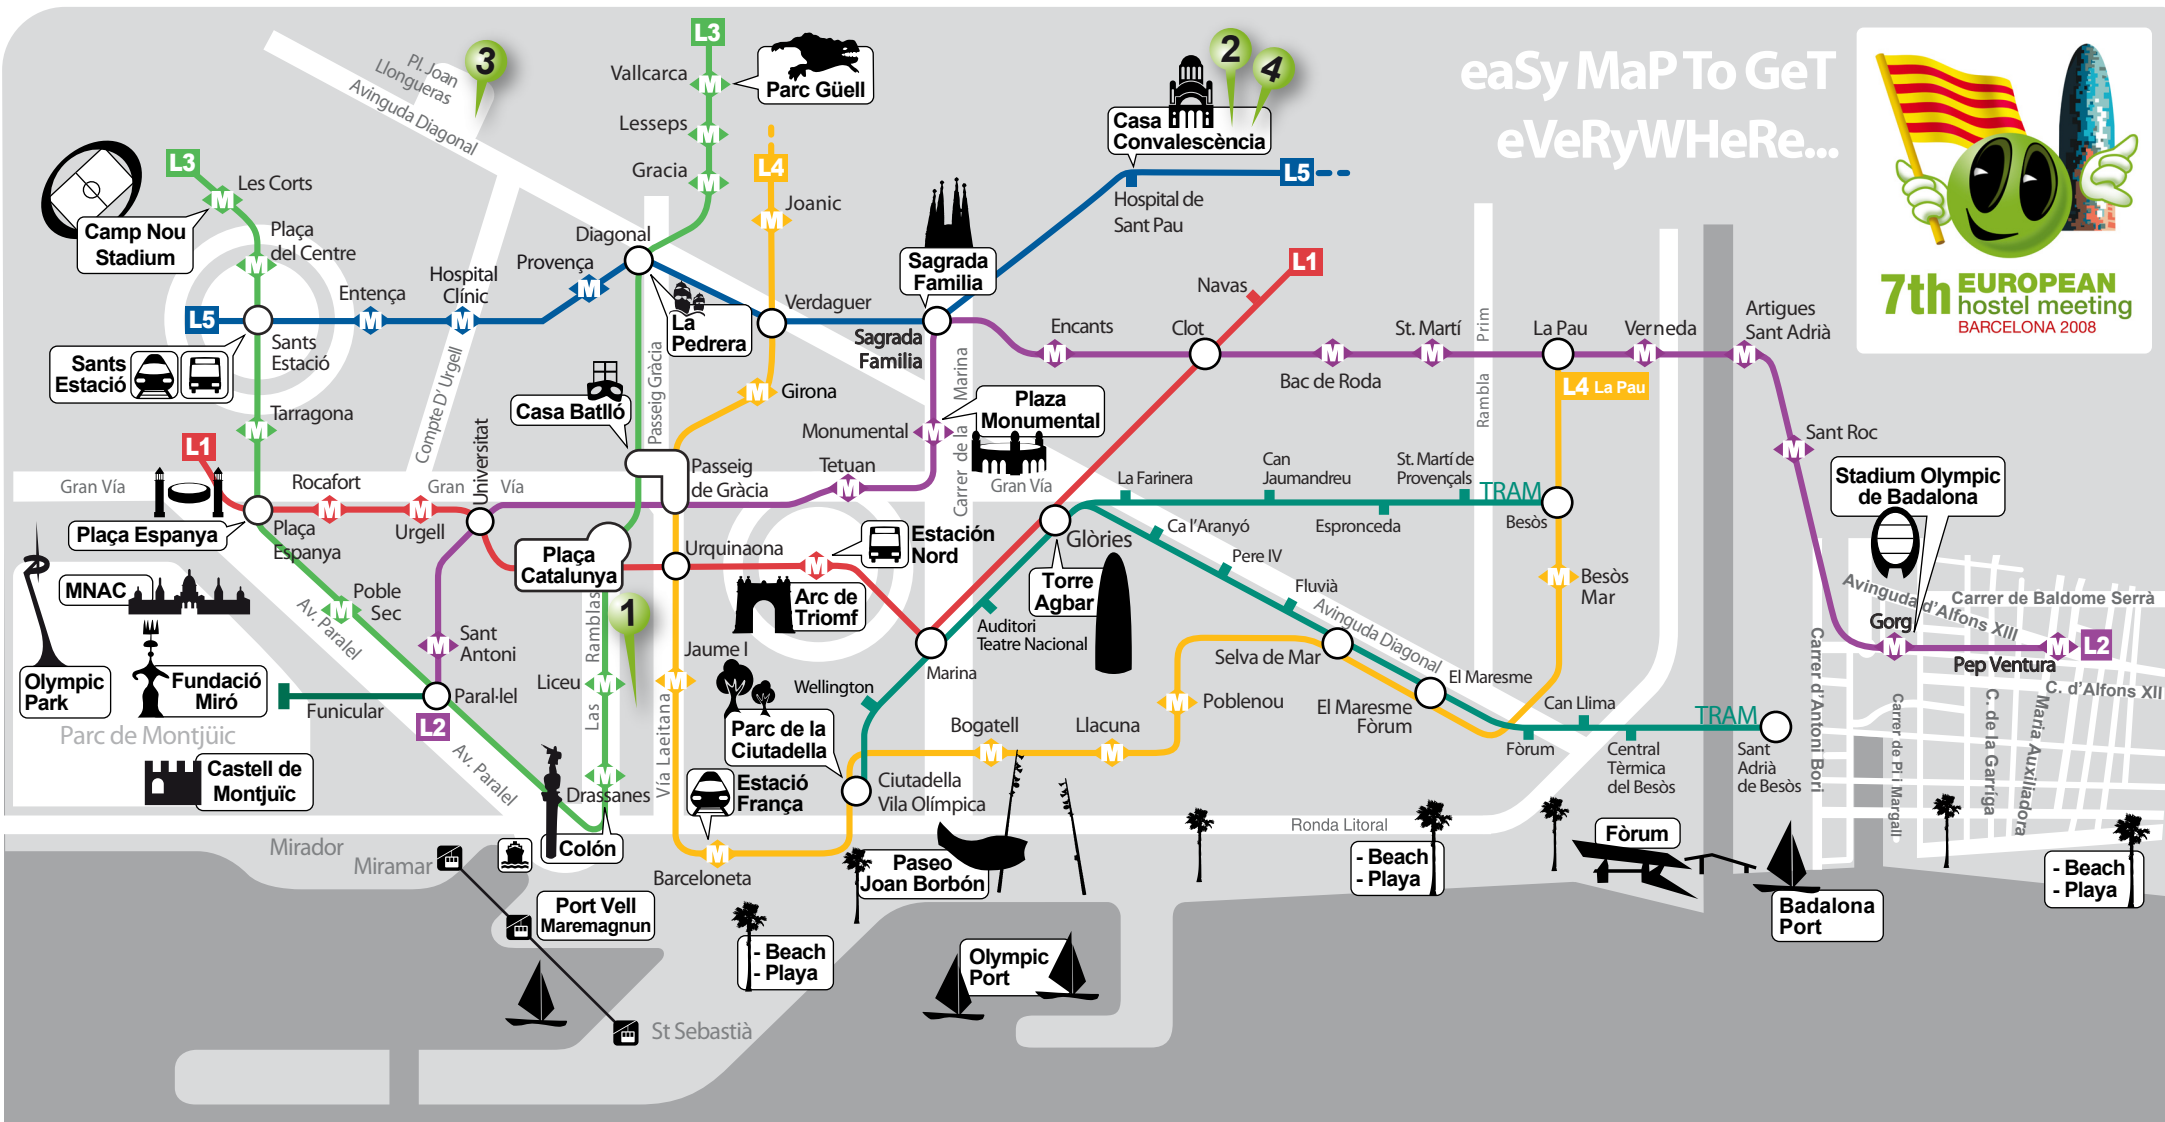 eaSy MaP To GeT
eVeRyWHeRe...
7th EUROPEAN
hostel meeting
BARCELONA 2008
3
Pl. Joan
Llongueras
Avinguda Diagonal
L3
Vallcarca
Parc Güell
Lesseps
Gracia
L4
Joanic
2
4
Casa
Convalescència
L5
Hospital de
Sant Pau
L3
Les Corts
Camp Nou
Stadium
Plaça
del Centre
Diagonal
Provença
Hospital
Clínic
Entença
L5
Sants
Estació
Sants
Estació
Compte D' Urgell
La
Pedrera
Verdaguer
Sagrada
Familia
Sagrada
Familia
Navas
L1
Encants
Clot
Bac de Roda
St. Martí
Rambla Prim
La Pau
Verneda
Artigues
Sant Adrià
L4 La Pau
Tarragona
Casa Batlló
Passeig Gràcia
Girona
Carrer de la Marina
Plaza
Monumental
Monumental
Sant Roc
L1
Gran Vía
Rocafort
Gran Vía
Universitat
Urgell
Plaça Espanya
Plaça
Espanya
Passeig
de Gràcia
Tetuan
Gran Vía
La Farinera
Can
Jaumandreu
St. Martí de
Provençals
TRAM
Espronceda
Besòs
Stadium Olympic
de Badalona
Ca l'Aranyó
Pere IV
Fluvià
Glòries
Torre
Agbar
Plaça
Catalunya
Urquinaona
Estación
Nord
Arc de
Triomf
Besòs
Mar
Avinguda d'Alfons XIII
Carrer de Baldome Serrà
Gorg
Pep Ventura
L2
C. d'Alfons XII
MNAC
Poble
Sec
Av. Paralel
Sant
Antoni
Las Ramblas
1
Jaume I
Auditori
Teatre Nacional
Marina
Avinguda Diagonal
Selva de Mar
El Maresme
El Maresme
Fòrum
Olympic
Park
Fundació
Miró
Funicular
Paral·lel
L2
Liceu
Wellington
Parc de la
Ciutadella
Bogatell
Llacuna
Poblenou
Can Llima
TRAM
Fòrum
Central
Tèrmica
del Besòs
Sant
Adrià
de Besòs
Carrer d'Antoni Bori
Carrer de Pi i Margall
C. de la Garriga
Maria Auxiliadora
Parc de Montjüic
Castell de
Montjuïc
Av. Paralel
Drassanes
Vía Laeitana
Estació
França
Ciutadella
Vila Olímpica
Ronda Litoral
Mirador
Miramar
Colón
Barceloneta
Paseo
Joan Borbón
- Beach
- Playa
Fòrum
- Beach
- Playa
Port Vell
Maremagnun
Badalona
Port
- Beach
- Playa
Olympic
Port
St Sebastià